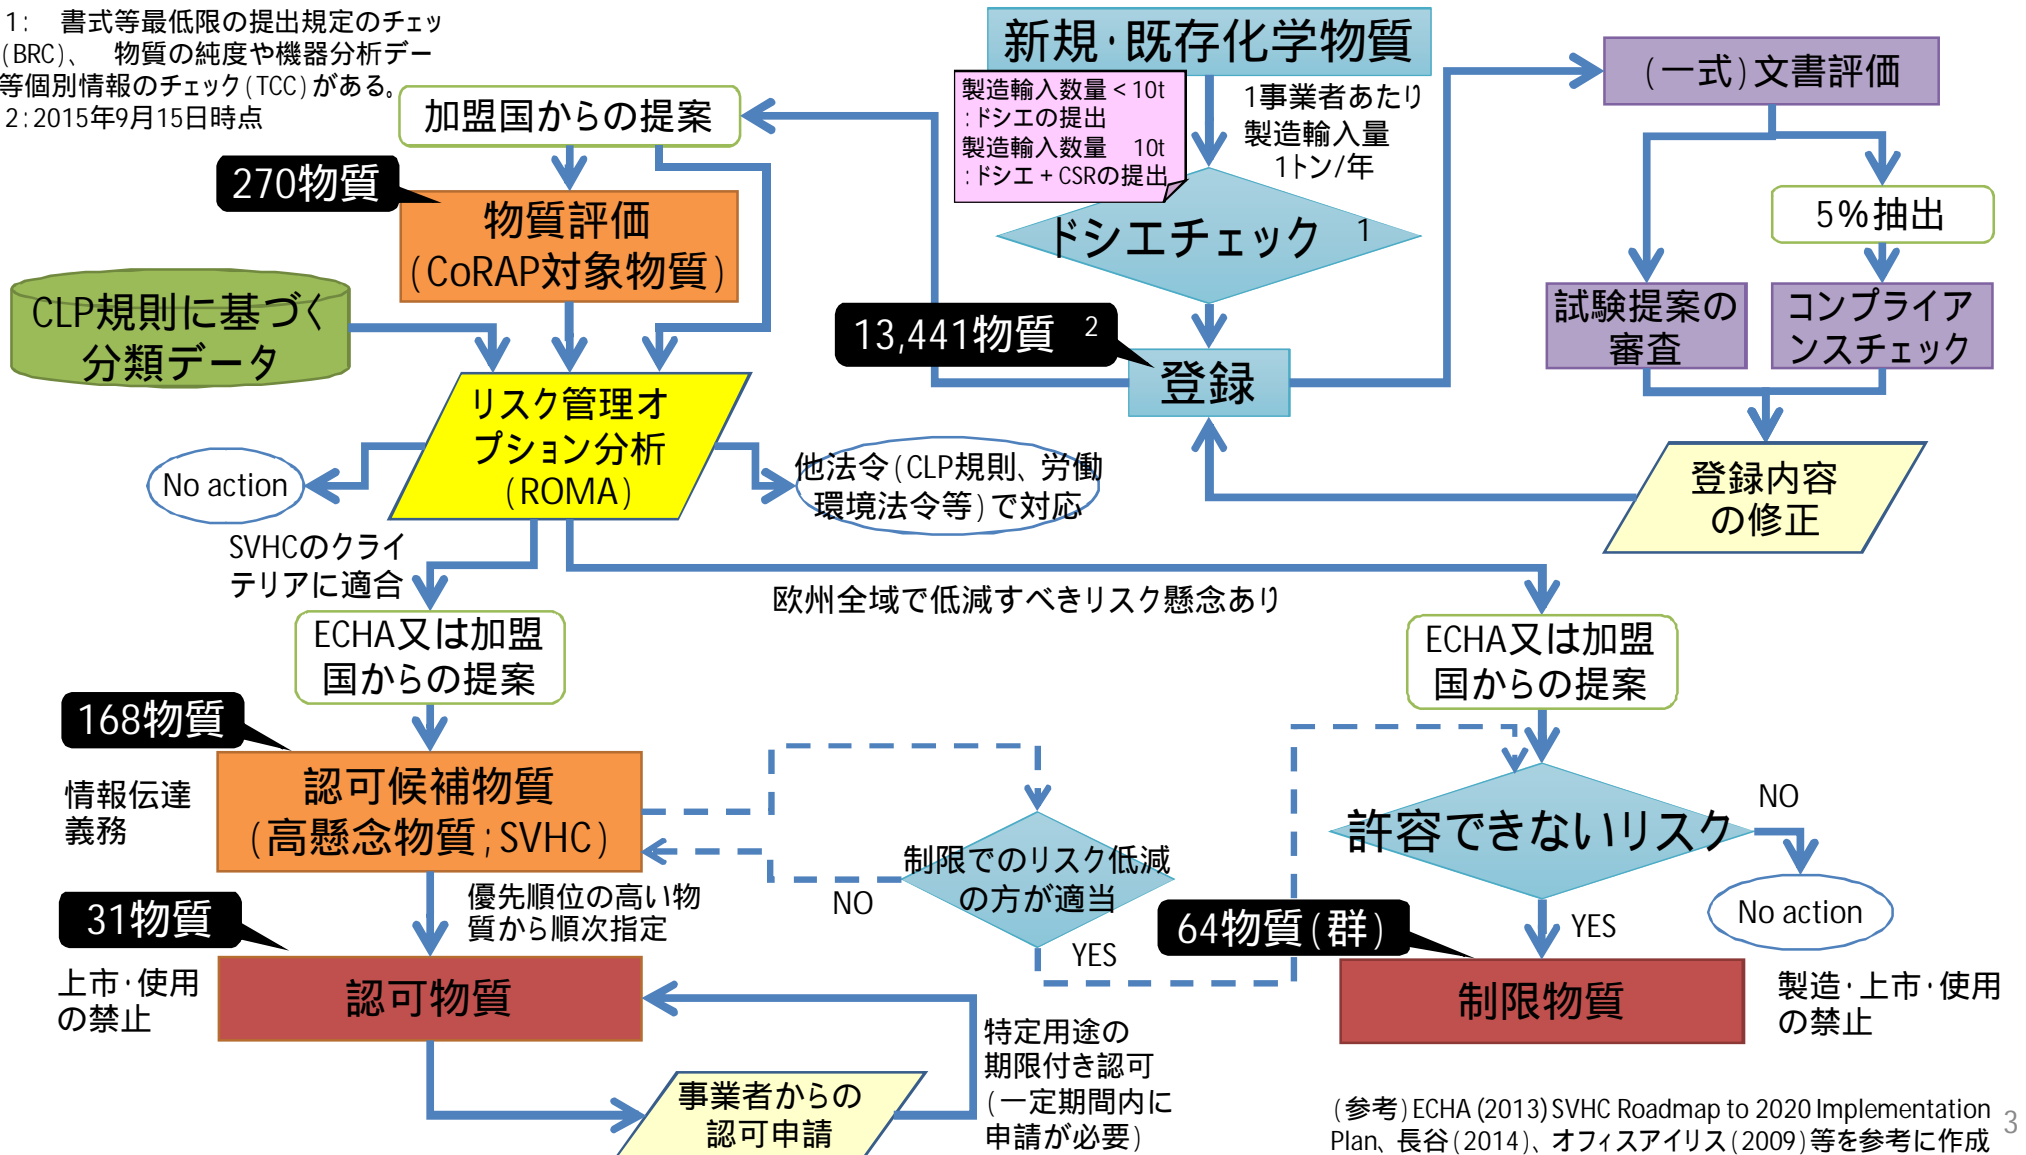 1: 書式等最低限の提出規定のチェッ
(BRC)、 物質の純度や機器分析デー
等個別情報のチェック(TCC)がある。
2:2015年9月15日時点
新規・既存化学物質
製造輸入数量<10t
:ドシエの提出
製造輸入数量 10t
:ドシエ+CSRの提出
1事業者あたり
製造輸入量
1トン/年
(一式)文書評価
加盟国からの提案
270物質
物質評価
(CoRAP対象物質)
ドシエチェック 1
5%抽出
CLP規則に基づく
分類データ
13,441物質 2
登録
試験提案の
審査
コンプライア
ンスチェック
リスク管理オ
プション分析
(ROMA)
No action
他法令(CLP規則、労働
環境法令等)で対応
登録内容
の修正
SVHCのクライ
テリアに適合
欧州全域で低減すべきリスク懸念あり
ECHA又は加盟
国からの提案
ECHA又は加盟
国からの提案
168物質
認可候補物質
(高懸念物質;SVHC)
情報伝達
義務
制限でのリスク低減
の方が適当
NO
YES
許容できないリスク
NO
No action
YES
優先順位の高い物
質から順次指定
31物質
64物質(群)
認可物質
上市・使用
の禁止
制限物質
製造・上市・使用
の禁止
特定用途の
期限付き認可
(一定期間内に
申請が必要)
事業者からの
認可申請
(参考)ECHA (2013) SVHC Roadmap to 2020 Implementation
Plan、長谷(2014)、オフィスアイリス(2009)等を参考に作成
3